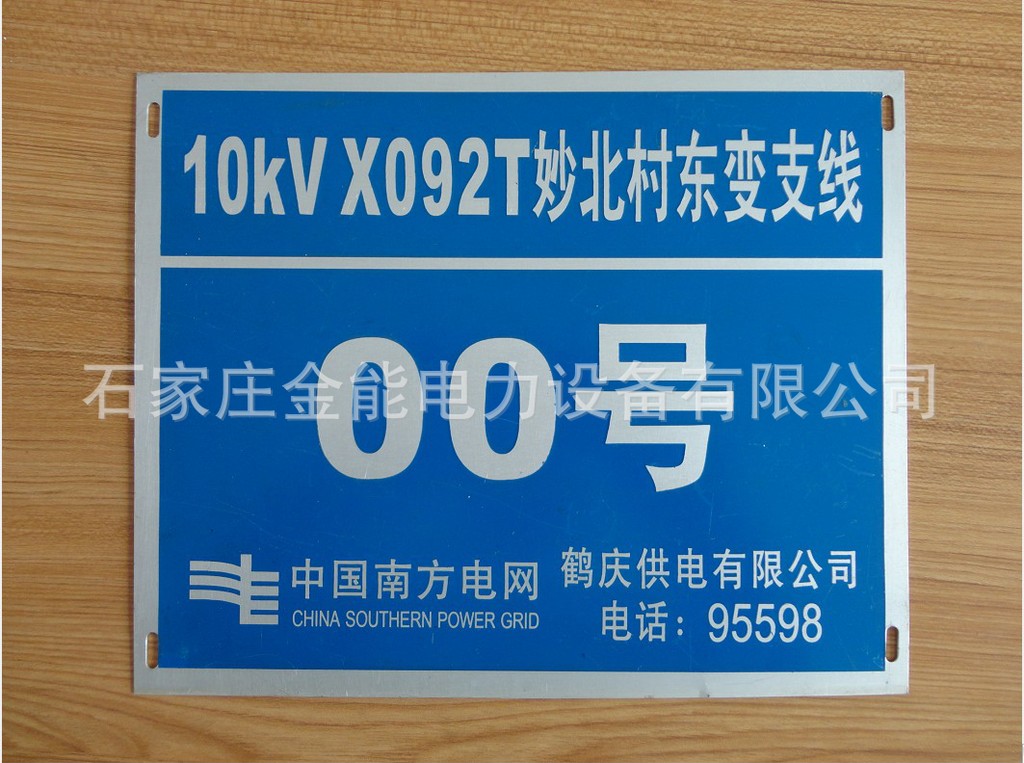 10kV X092T妙北村东变支线
00号
石家庄金能电力设备有限公司
中国南方电网
CHINA SOUTHERN POWER GRID
鹤庆供电有限公司
电话：95598